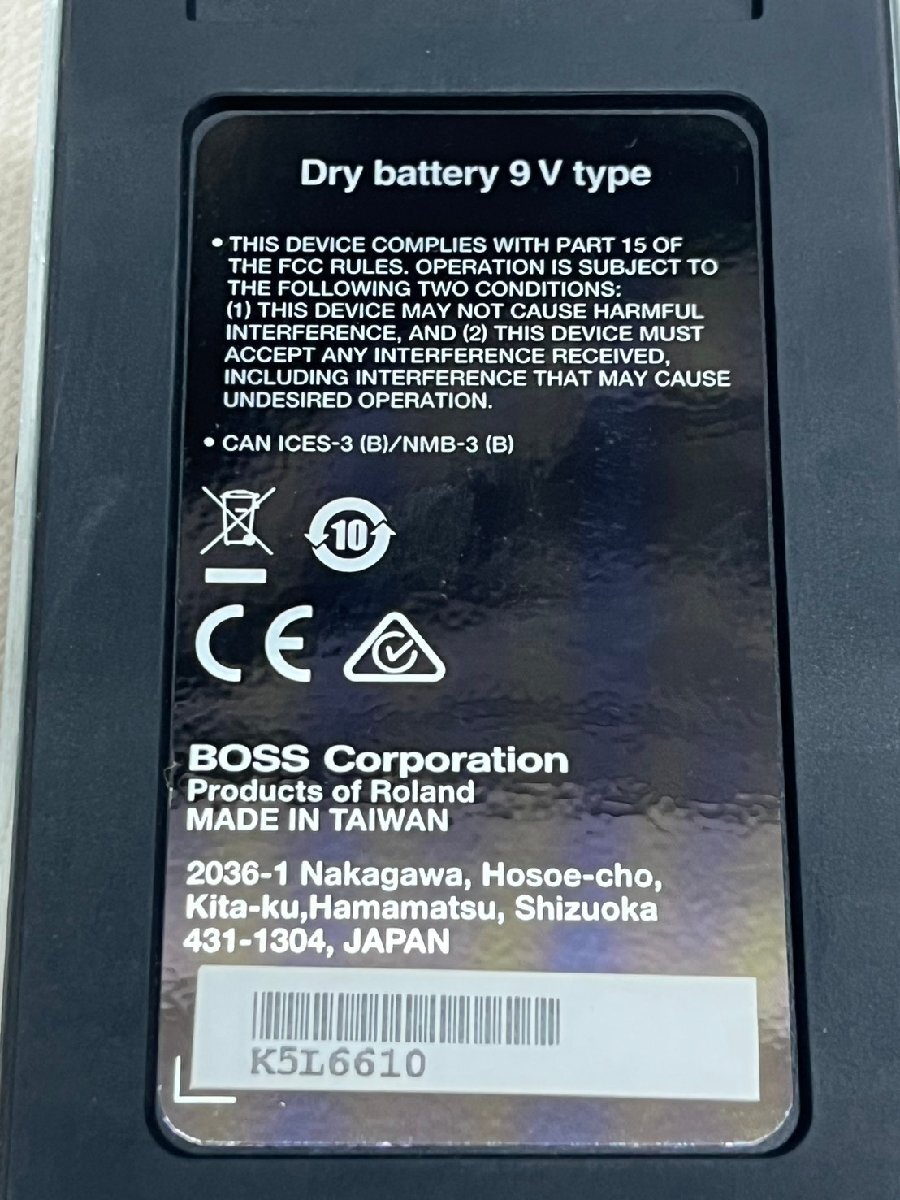 Dry battery 9 V type
• THIS DEVICE COMPLIES WITH PART 15 OF
THE FCC RULES. OPERATION IS SUBJECT TO
THE FOLLOWING TWO CONDITIONS:
(1) THIS DEVICE MAY NOT CAUSE HARMFUL
INTERFERENCE, AND (2) THIS DEVICE MUST
ACCEPT ANY INTERFERENCE RECEIVED,
INCLUDING INTERFERENCE THAT MAY CAUSE
UNDESIRED OPERATION.
• CAN ICES-3 (B)/NMB-3 (B)
10
CE
BOSS Corporation
Products of Roland
MADE IN TAIWAN
2036-1 Nakagawa, Hosoe-cho,
Kita-ku,Hamamatsu, Shizuoka
431-1304, JAPAN
K5L6610